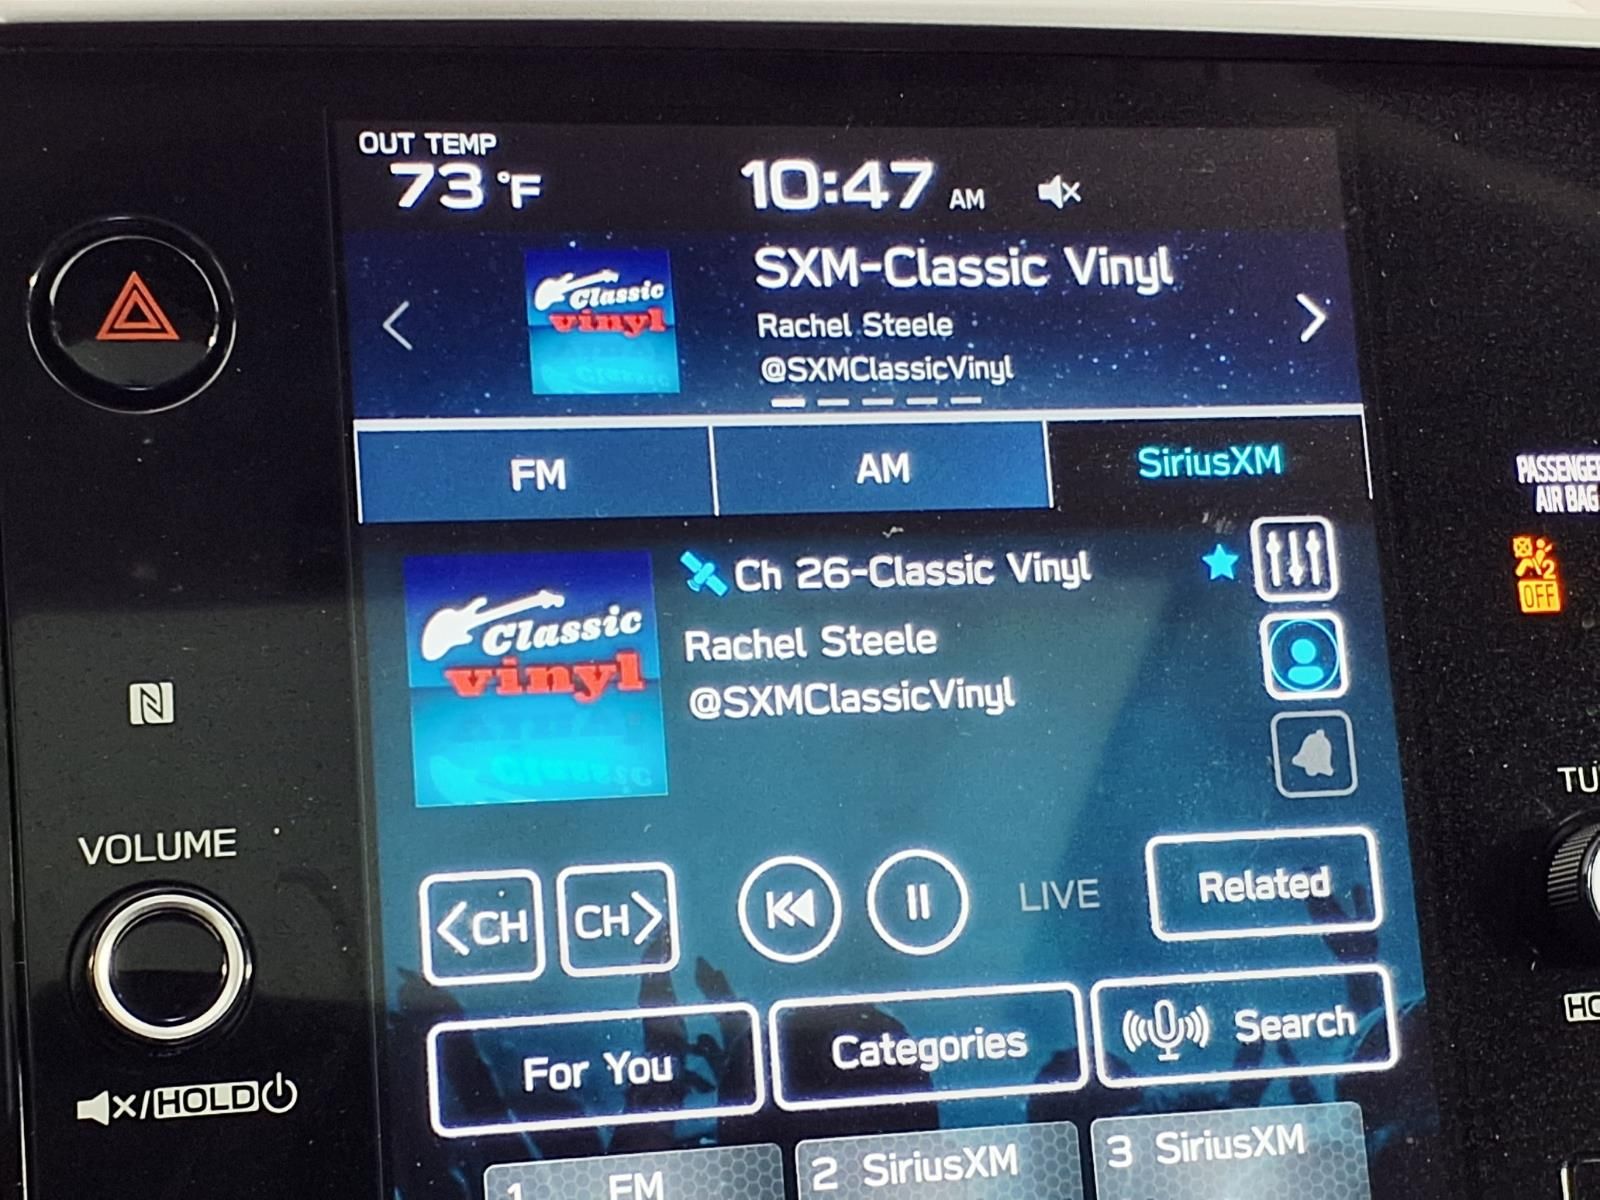 OUT TEMP
73 °F
10:47 AM
Classic
vinyl
SXM-Classic Vinyl
Rachel Steele
@SXMClassicVinyl
FM
AM
SiriusXM
PASSENGER
AIR BAG
2
OFF
Classic
vinyl
Ch 26-Classic Vinyl
Rachel Steele
@SXMClassicVinyl
VOLUME
<CH
CH>
LIVE
Related
For You
Categories
Search
/HOLD
1 FM
2 SiriusXM
3 SiriusXM